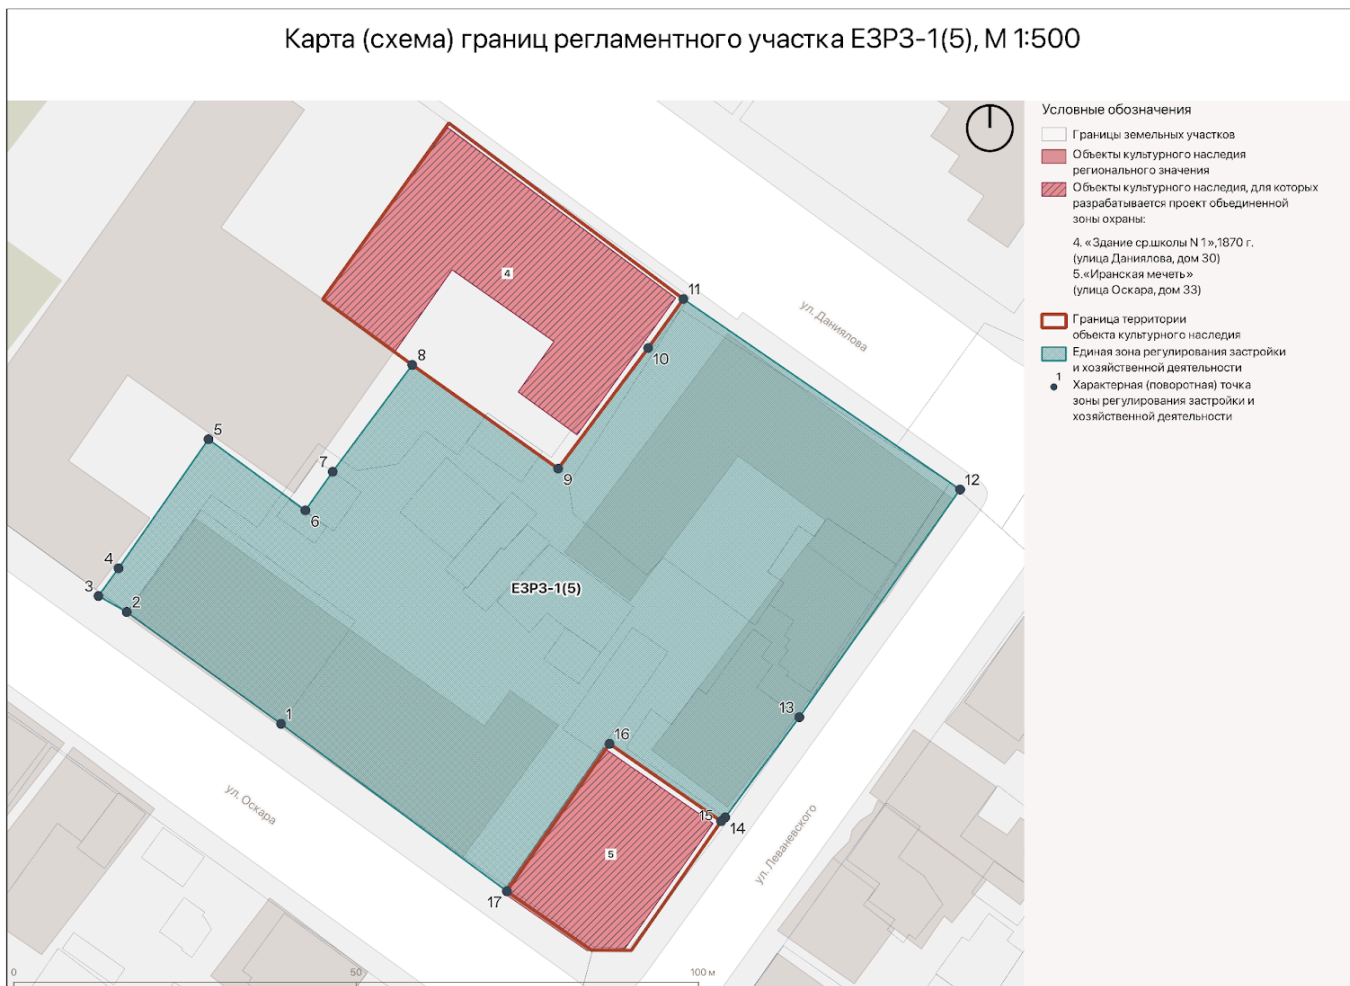 Карта (схема) границ регламентного участка ЕЗРЗ-1(5), М 1:500
Условные обозначения
Границы земельных участков
Объекты культурного наследия
регионального значения
Объекты культурного наследия, для которых
разрабатывается проект объединенной
зоны охраны:
4. «Здание ср.школы N 1»,1870 г.
(улица Даниялова, дом 30)
5.«Иранская мечеть»
(улица Оскара, дом 33)
Граница территории
объекта культурного наследия
Единая зона регулирования застройки
и хозяйственной деятельности
1
Характерная (поворотная) точка
зоны регулирования застройки и
хозяйственной деятельности
4
11
ул. Даниялова
10
8
5
7
9
12
6
4
3
2
ЕЗРЗ-1(5)
13
1
16
ул. Оскара
15
14
ул. Леваневского
5
17
0
50
100 м